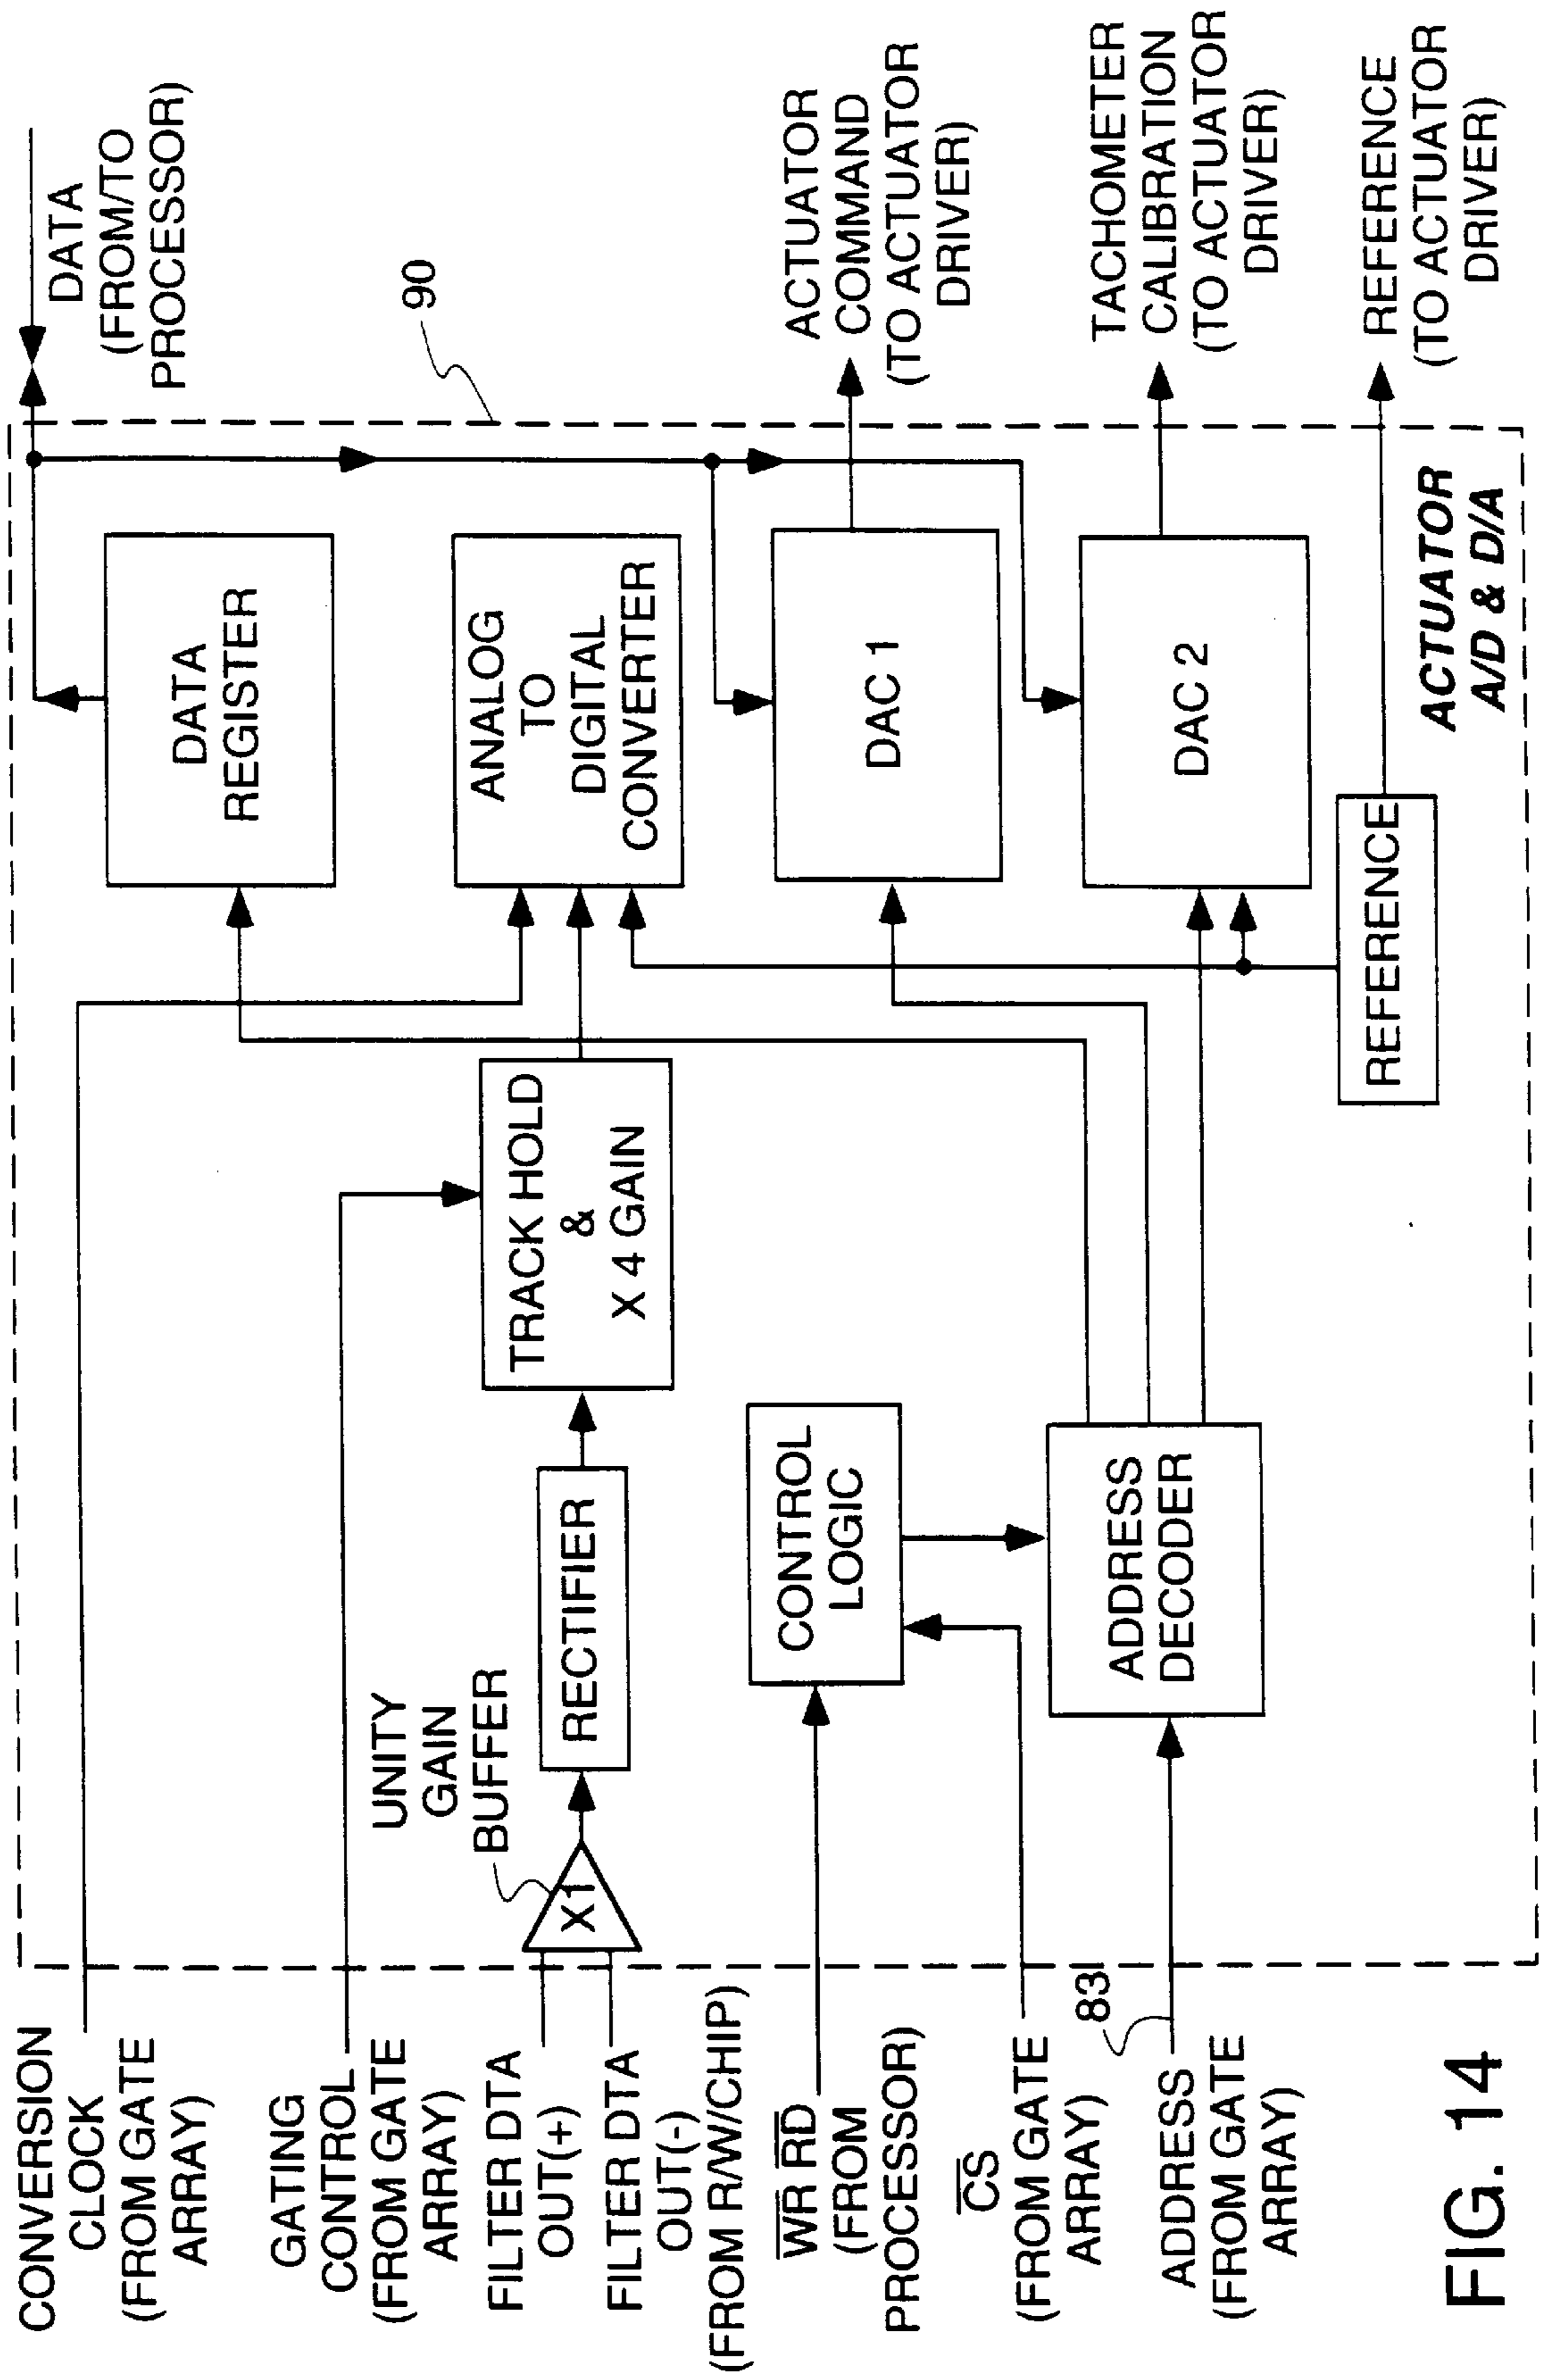 CONVERSION
CLOCK
(FROM GATE
ARRAY)
GATING
CONTROL
(FROM GATE
ARRAY)
FILTER DTA
OUT(+)
FILTER DTA
OUT(-)
(FROM R/W/CHIP)
WR RD
(FROM
PROCESSOR)
CS
(FROM GATE
ARRAY)
83
ADDRESS
(FROM GATE
ARRAY)
UNITY
GAIN
BUFFER
X1
RECTIFIER
TRACK HOLD
&
X 4 GAIN
CONTROL
LOGIC
ADDRESS
DECODER
DATA
REGISTER
ANALOG
TO
DIGITAL
CONVERTER
DAC 1
DAC 2
REFERENCE
ACTUATOR
A/D & D/A
DATA
(FROM/TO
PROCESSOR)
90
ACTUATOR
COMMAND
(TO ACTUATOR
DRIVER)
TACHOMETER
CALIBRATION
(TO ACTUATOR
DRIVER)
REFERENCE
(TO ACTUATOR
DRIVER)
FIG. 14